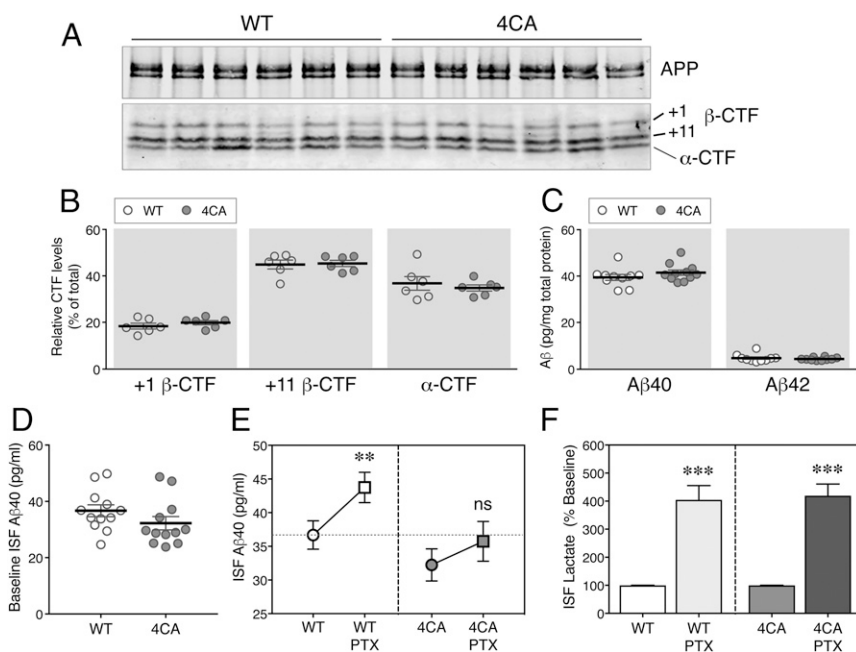 A
WT
4CA
APP
+1
β-CTF
+11
α-CTF
B
WT
4CA
Relative CTF levels
(% of total)
60
40
20
0
+1 β-CTF
+11 β-CTF
α-CTF
C
WT
4CA
Aβ (pg/mg total protein)
60
40
20
0
Aβ40
Aβ42
D
Baseline ISF Aβ40 (pg/ml)
60
40
20
0
WT
4CA
E
ISF Aβ40 (pg/ml)
50
45
40
35
30
25
**
ns
WT
WT
PTX
4CA
4CA
PTX
F
ISF Lactate (% Baseline)
600
500
400
300
200
100
***
***
WT
WT
PTX
4CA
4CA
PTX